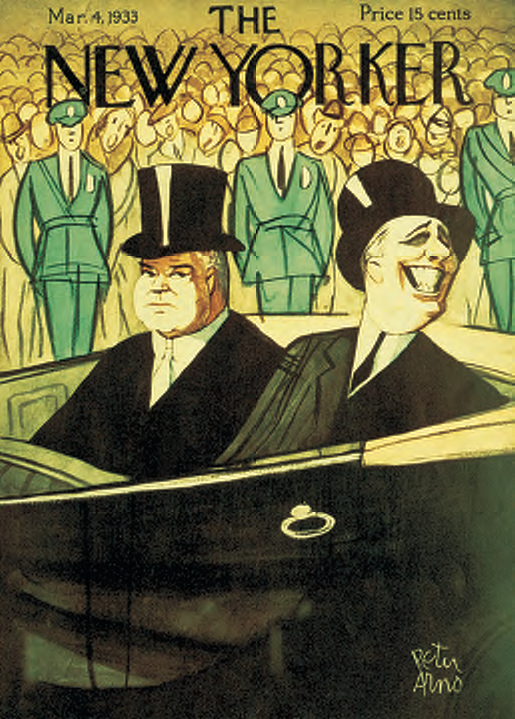 Mar. 4, 1933
THE
Price 15 cents
NEW YORKER
Peter
Arno